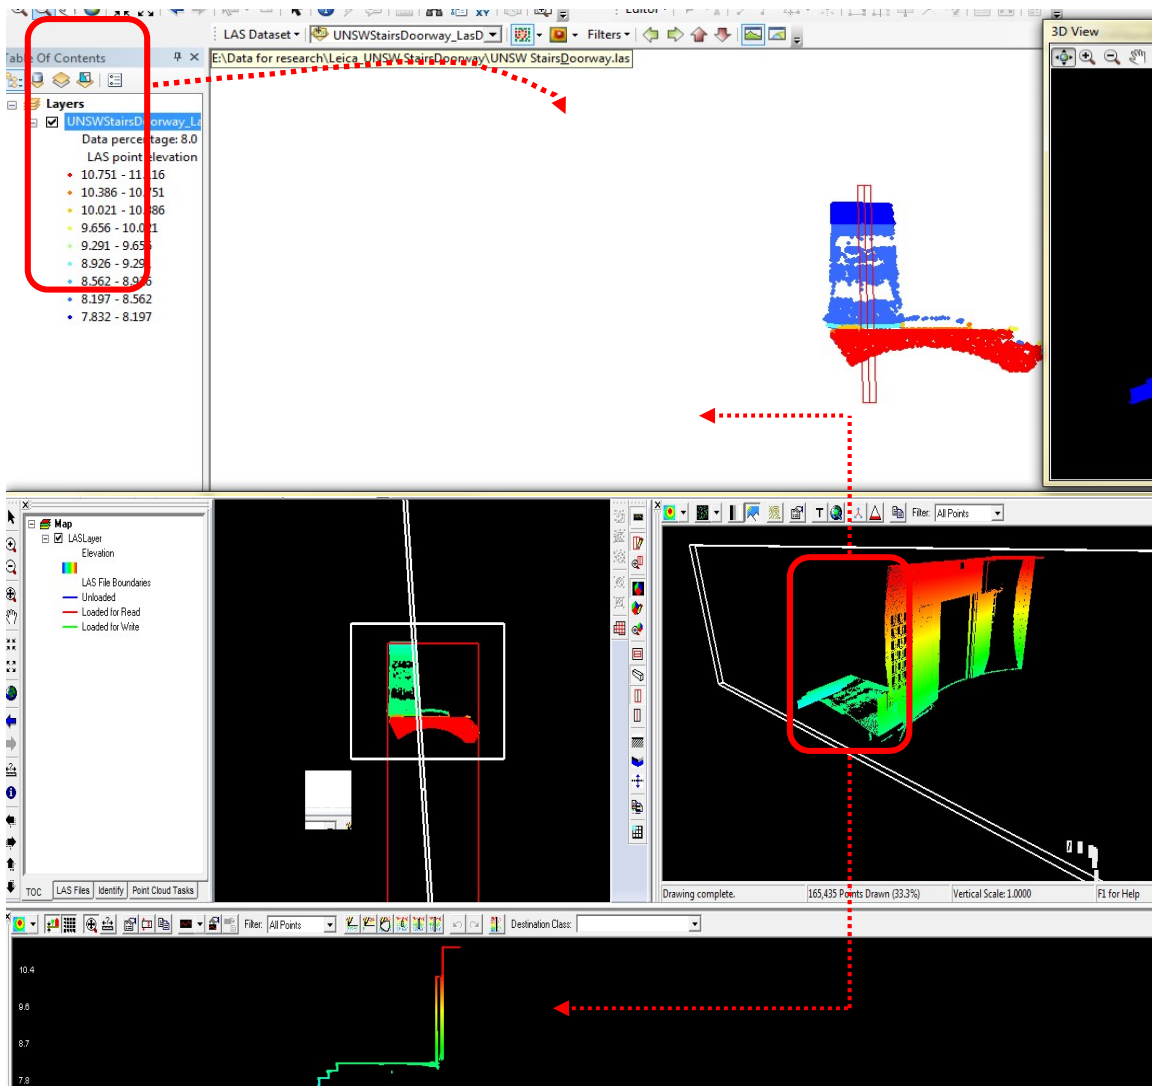 LAS Dataset
UNSWStairsDoorway_LasD
Filters
3D View
Table Of Contents
E:\Data for research\Leica_UNSW StairsDoorway\UNSW StairsDoorway.las
Layers
UNSWStairsDoorway_La
Data percentage: 8.0
LAS point elevation
10.751 - 11.116
10.386 - 10.751
10.021 - 10.386
9.656 - 10.021
9.291 - 9.656
8.926 - 9.291
8.562 - 8.926
8.197 - 8.562
7.832 - 8.197
Map
LASLayer
Elevation
LAS File Boundaries
Unloaded
Loaded for Read
Loaded for Write
TOC
LAS Files
Identify
Point Cloud Tasks
Filter:
All Points
Drawing complete.
165,435 Points Drawn (33.3%)
Vertical Scale: 1.0000
F1 for Help
Filter:
All Points
Destination Class:
10.4
9.6
8.7
7.8